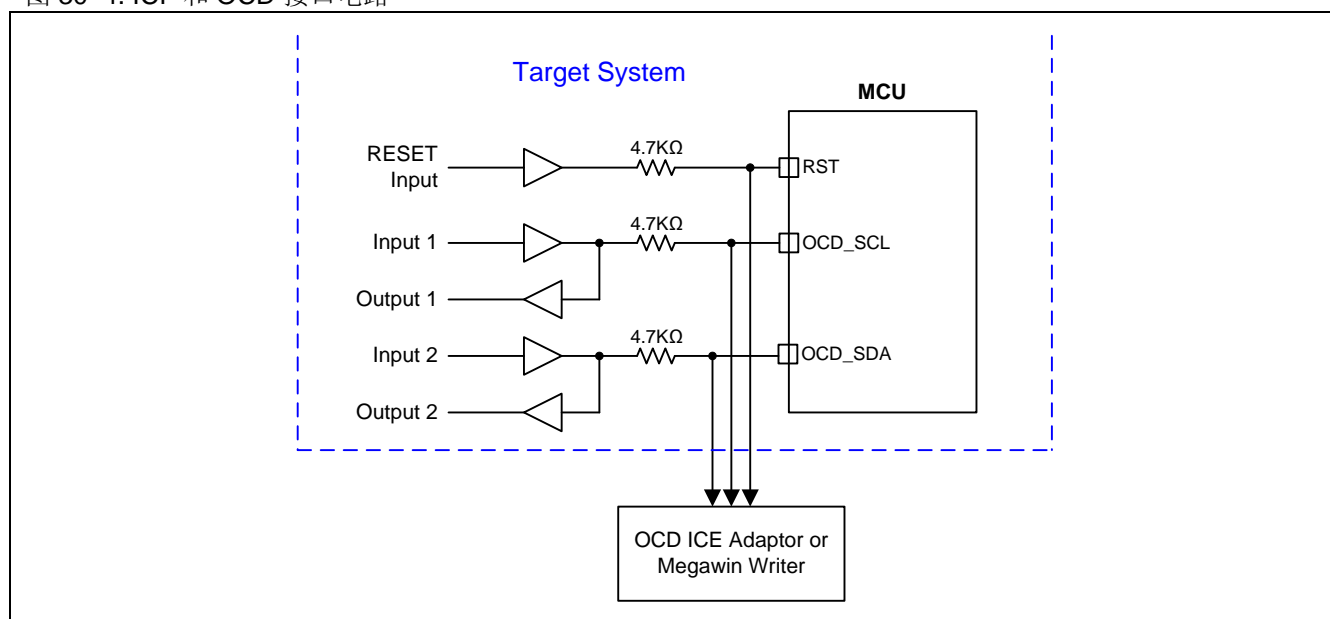 Target System
MCU
RESET
Input
4.7KΩ
RST
Input 1
4.7KΩ
OCD_SCL
Output 1
Input 2
4.7KΩ
OCD_SDA
Output 2
OCD ICE Adaptor or
Megawin Writer